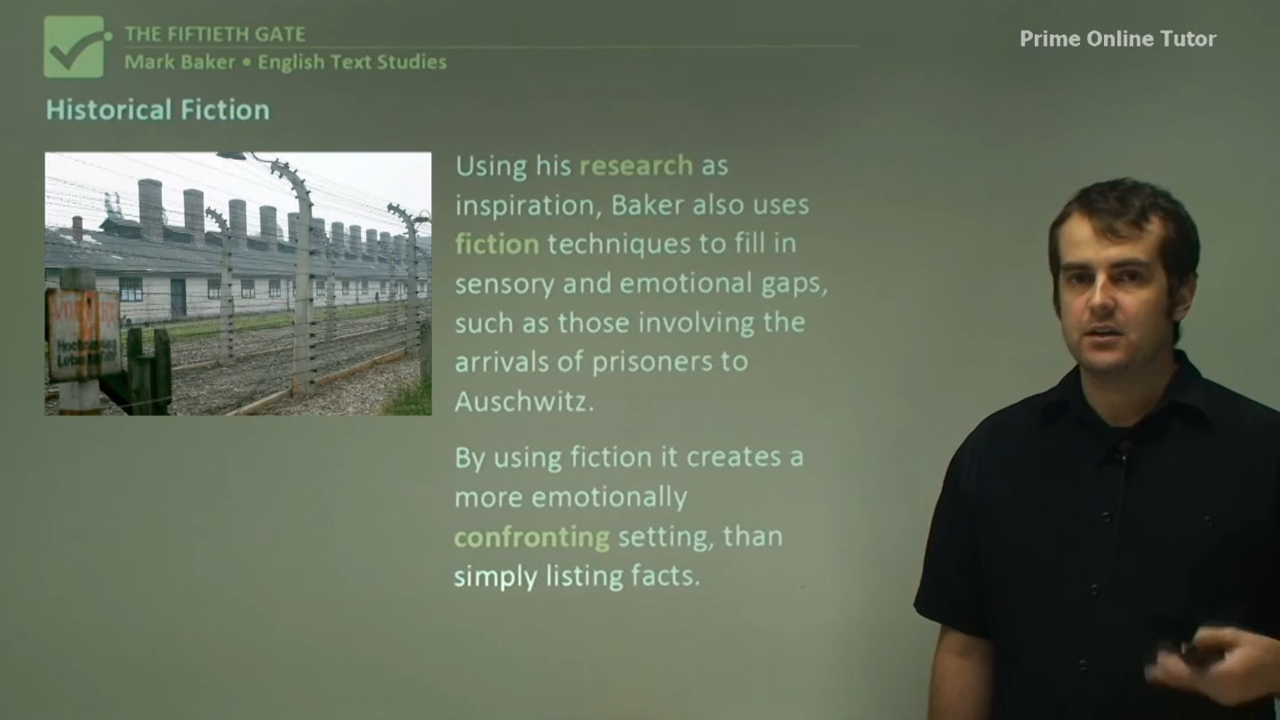 THE FIFTIETH GATE
Mark Baker • English Text Studies
Prime Online Tutor
Historical Fiction
Using his research as
inspiration, Baker also uses
fiction techniques to fill in
sensory and emotional gaps,
such as those involving the
arrivals of prisoners to
Auschwitz.
By using fiction it creates a
more emotionally
confronting setting, than
simply listing facts.